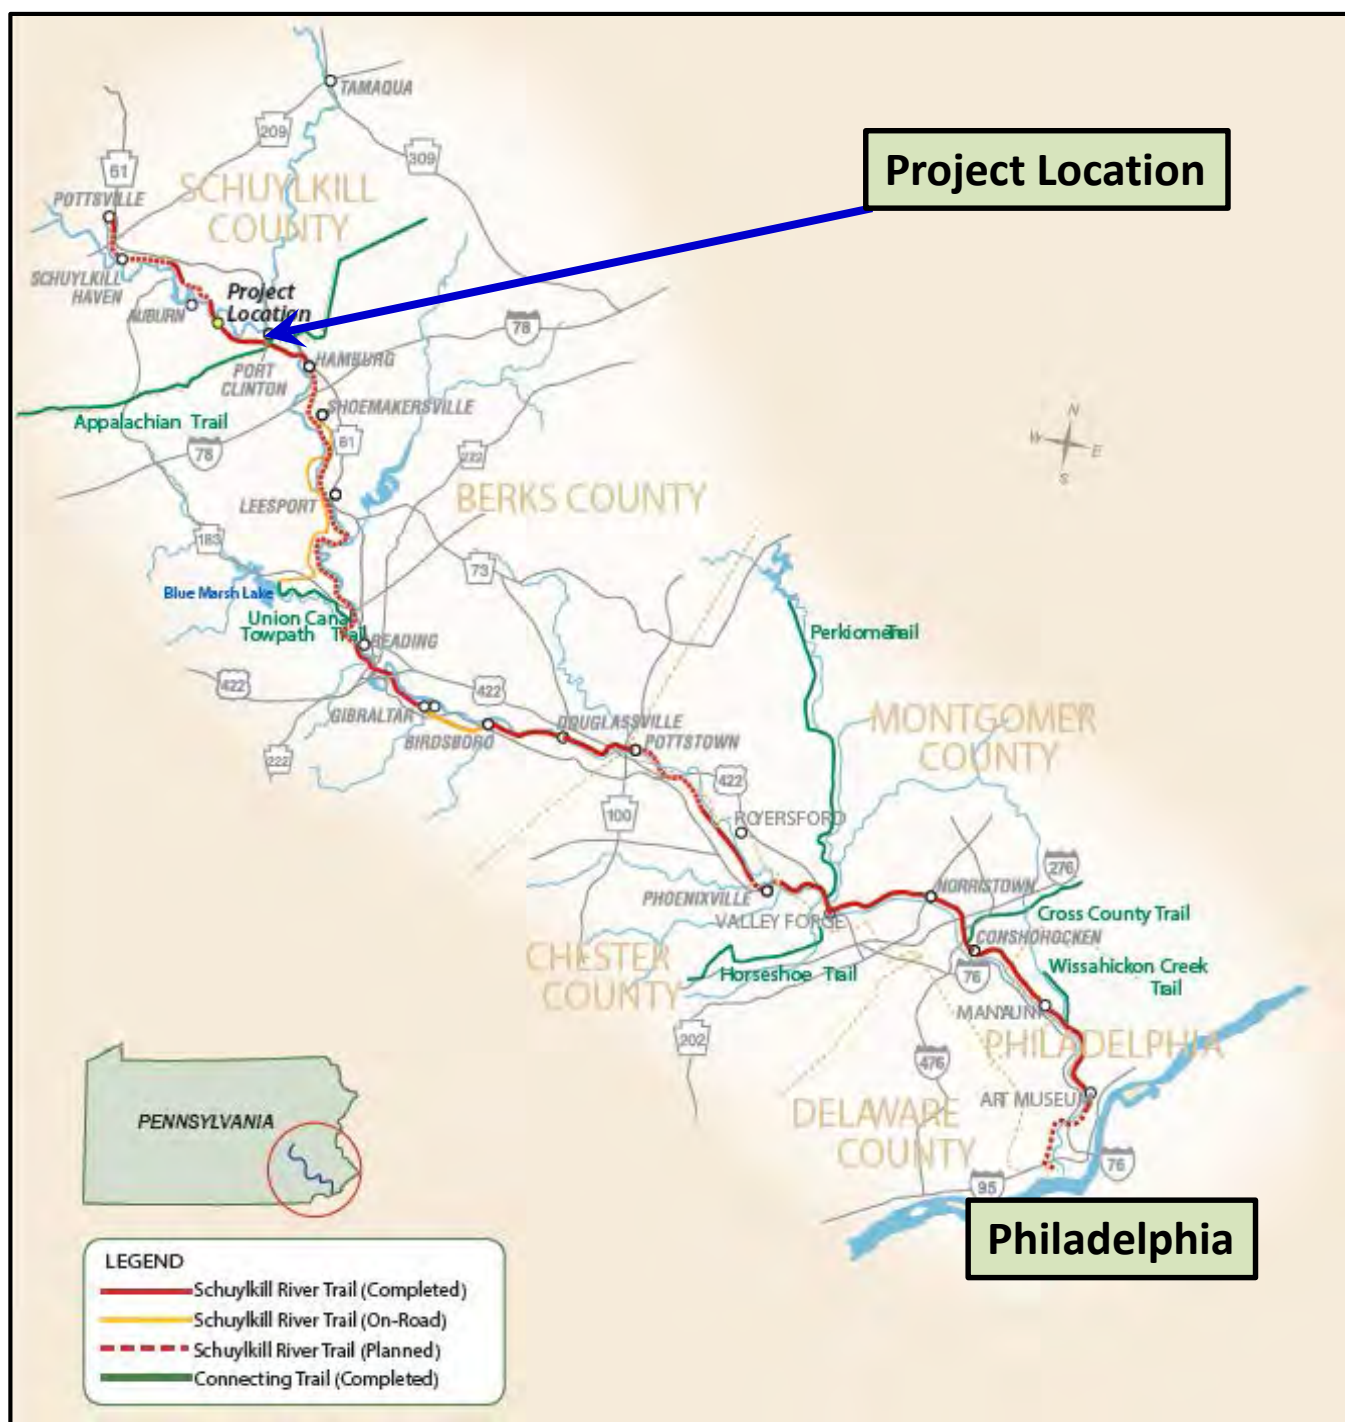 TAMAQUA
209
309
61
Project Location
POTTSVILLE
SCHUYLKILL
COUNTY
SCHUYLKILL
HAVEN
AUBURN
Project
Location
78
HAMBURG
PORT
CLINTON
Appalachian Trail
SHOEMAKERSVILLE
78
61
222
N
W
E
S
LEESPORT
BERKS COUNTY
183
73
Blue Marsh Lake
Union Canal
Towpath Trail
READING
Perkiomen Trail
422
422
GIBRALTAR
BIRDSBORO
DOUGLASSVILLE
POTTSTOWN
MONTGOMER
COUNTY
222
422
100
ROYERSFORD
276
PHOENIXVILLE
NORRISTOWN
VALLEY FORGE
Cross County Trail
CONSHOHOCKEN
CHESTER
COUNTY
Horseshoe Trail
76
Wissahickon Creek
Trail
MANAYUNK
202
PHILADELPHIA
476
ART MUSEUM
DELAWARE
COUNTY
76
95
PENNSYLVANIA
Philadelphia
LEGEND
Schuylkill River Trail (Completed)
Schuylkill River Trail (On-Road)
Schuylkill River Trail (Planned)
Connecting Trail (Completed)